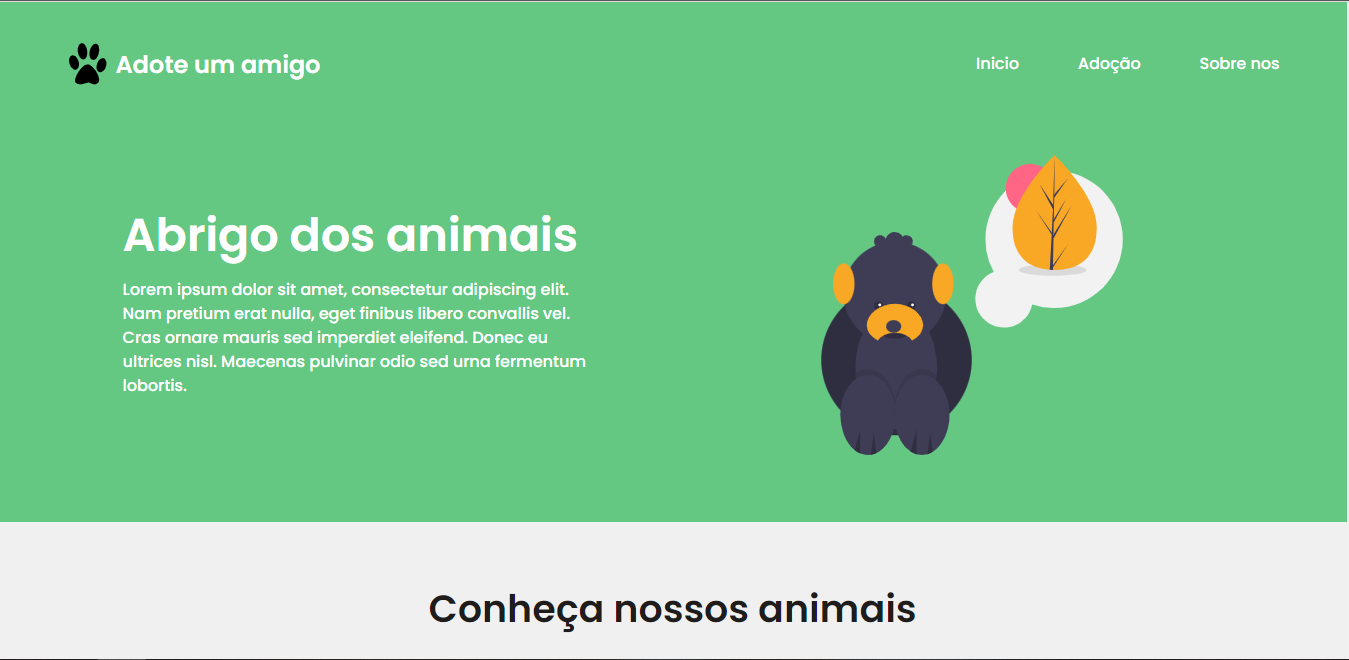 Adote um amigo
Inicio
Adoção
Sobre nos
Abrigo dos animais
Lorem ipsum dolor sit amet, consectetur adipiscing elit.
Nam pretium erat nulla, eget finibus libero convallis vel.
Cras ornare mauris sed imperdiet eleifend. Donec eu
ultrices nisl. Maecenas pulvinar odio sed urna fermentum
lobortis.
Conheça nossos animais